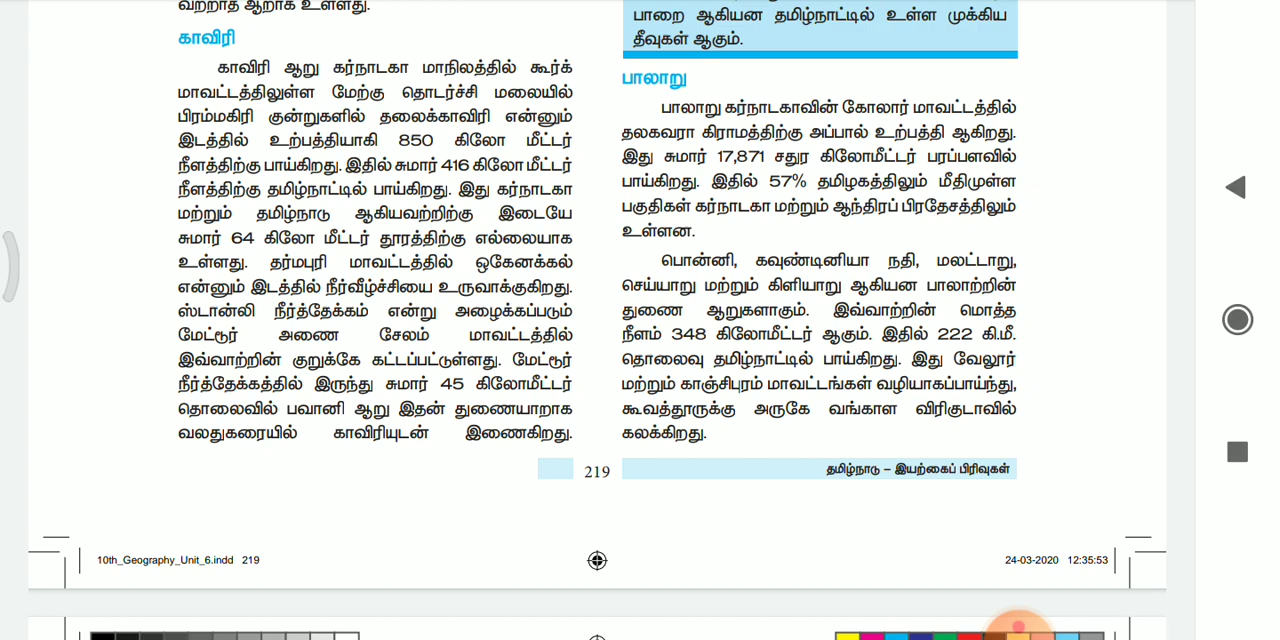 வற்றாத ஆறாக உள்ளது.
காவிரி
காவிரி ஆறு கர்நாடகா மாநிலத்தில் கூர்க்
மாவட்டத்திலுள்ள மேற்கு தொடர்ச்சி மலையில்
பிரம்மகிரி குன்றுகளில் தலைக்காவிரி என்னும்
இடத்தில் உற்பத்தியாகி 850 கிலோ மீட்டர்
நீளத்திற்கு பாய்கிறது. இதில் சுமார் 416 கிலோ மீட்டர்
நீளத்திற்கு தமிழ்நாட்டில் பாய்கிறது. இது கர்நாடகா
மற்றும் தமிழ்நாடு ஆகியவற்றிற்கு இடையே
சுமார் 64 கிலோ மீட்டர் தூரத்திற்கு எல்லையாக
உள்ளது. தர்மபுரி மாவட்டத்தில் ஒகேனக்கல்
என்னும் இடத்தில் நீர்வீழ்ச்சியை உருவாக்குகிறது.
ஸ்டான்லி நீர்த்தேக்கம் என்று அழைக்கப்படும்
மேட்டூர் அணை சேலம் மாவட்டத்தில்
இவ்வாற்றின் குறுக்கே கட்டப்பட்டுள்ளது. மேட்டூர்
நீர்த்தேக்கத்தில் இருந்து சுமார் 45 கிலோமீட்டர்
தொலைவில் பவானி ஆறு இதன் துணையாறாக
வலதுகரையில் காவிரியுடன் இணைகிறது.
பாறை ஆகியன தமிழ்நாட்டில் உள்ள முக்கிய
தீவுகள் ஆகும்.
பாலாறு
பாலாறு கர்நாடகாவின் கோலார் மாவட்டத்தில்
தலகவரா கிராமத்திற்கு அப்பால் உற்பத்தி ஆகிறது.
இது சுமார் 17,871 சதுர கிலோமீட்டர் பரப்பளவில்
பாய்கிறது. இதில் 57% தமிழகத்திலும் மீதிமுள்ள
பகுதிகள் கர்நாடகா மற்றும் ஆந்திரப் பிரதேசத்திலும்
உள்ளன.
பொன்னி, கவுண்டினியா நதி, மலட்டாறு,
செய்யாறு மற்றும் கிளியாறு ஆகியன பாலாற்றின்
துணை ஆறுகளாகும். இவ்வாற்றின் மொத்த
நீளம் 348 கிலோமீட்டர் ஆகும். இதில் 222 கி.மீ.
தொலைவு தமிழ்நாட்டில் பாய்கிறது. இது வேலூர்
மற்றும் காஞ்சிபுரம் மாவட்டங்கள் வழியாகப்பாய்ந்து,
கூவத்தூருக்கு அருகே வங்காள விரிகுடாவில்
கலக்கிறது.
219
தமிழ்நாடு – இயற்கைப் பிரிவுகள்
10th_Geography_Unit_6.indd 219
24-03-2020 12:35:53